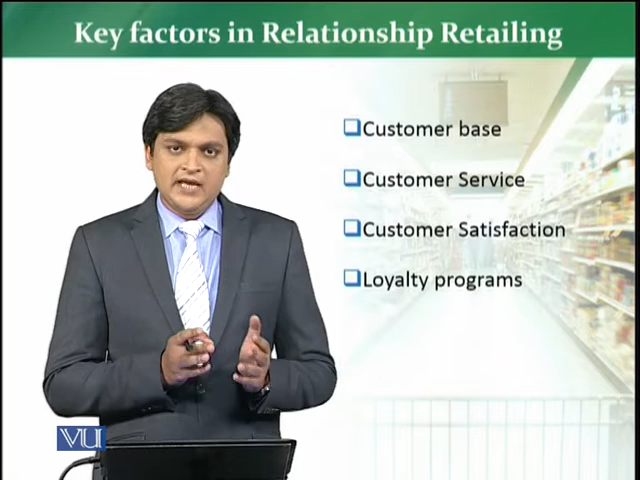 Key factors in Relationship Retailing
Customer base
Customer Service
Customer Satisfaction
Loyalty programs
VU